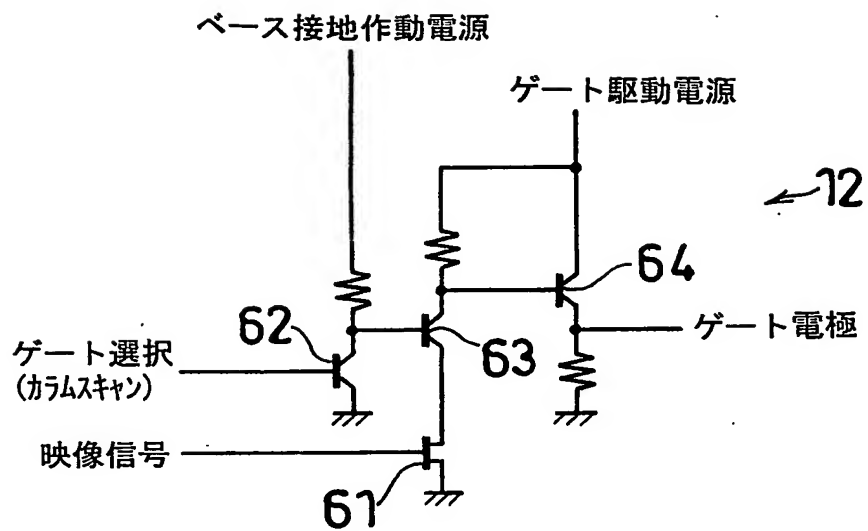 ベース接地作動電源
ゲート駆動電源
12
64
62
63
ゲート電極
ゲート選択
(カラムスキャン)
映像信号
61